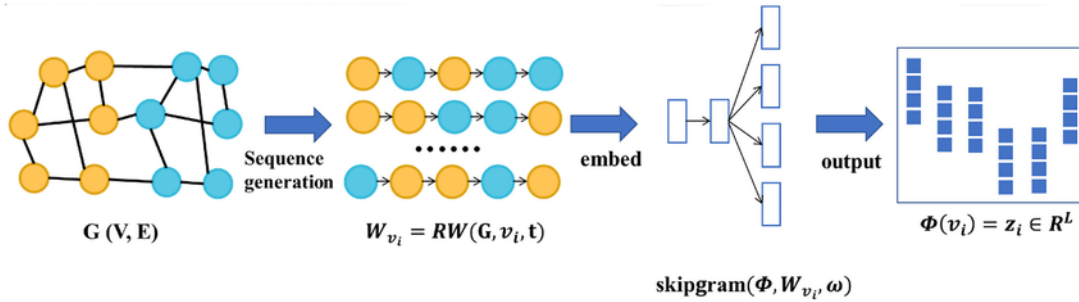 Sequence
generation
embed
output
G (V, E)
W_{v_i} = RW(G, v_i, t)
Φ(v_i) = z_i ∈ R^L
skipgram(Φ, W_{v_i}, ω)